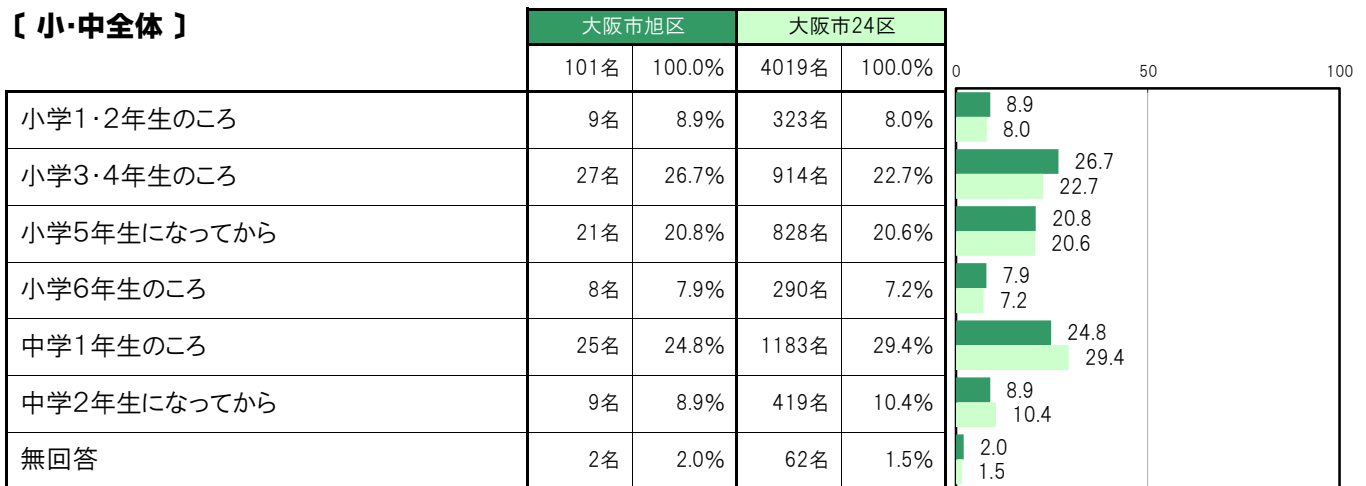 〔 小・中全体 〕
大阪市旭区 大阪市24区
101名 100.0% 4019名 100.0% 0 50 100
小学1・2年生のころ 9名 8.9% 323名 8.0% 8.9
8.0
小学3・4年生のころ 27名 26.7% 914名 22.7% 26.7
22.7
小学5年生になってから 21名 20.8% 828名 20.6% 20.8
20.6
小学6年生のころ 8名 7.9% 290名 7.2% 7.9
7.2
中学1年生のころ 25名 24.8% 1183名 29.4% 24.8
29.4
中学2年生になってから 9名 8.9% 419名 10.4% 8.9
10.4
無回答 2名 2.0% 62名 1.5% 2.0
1.5